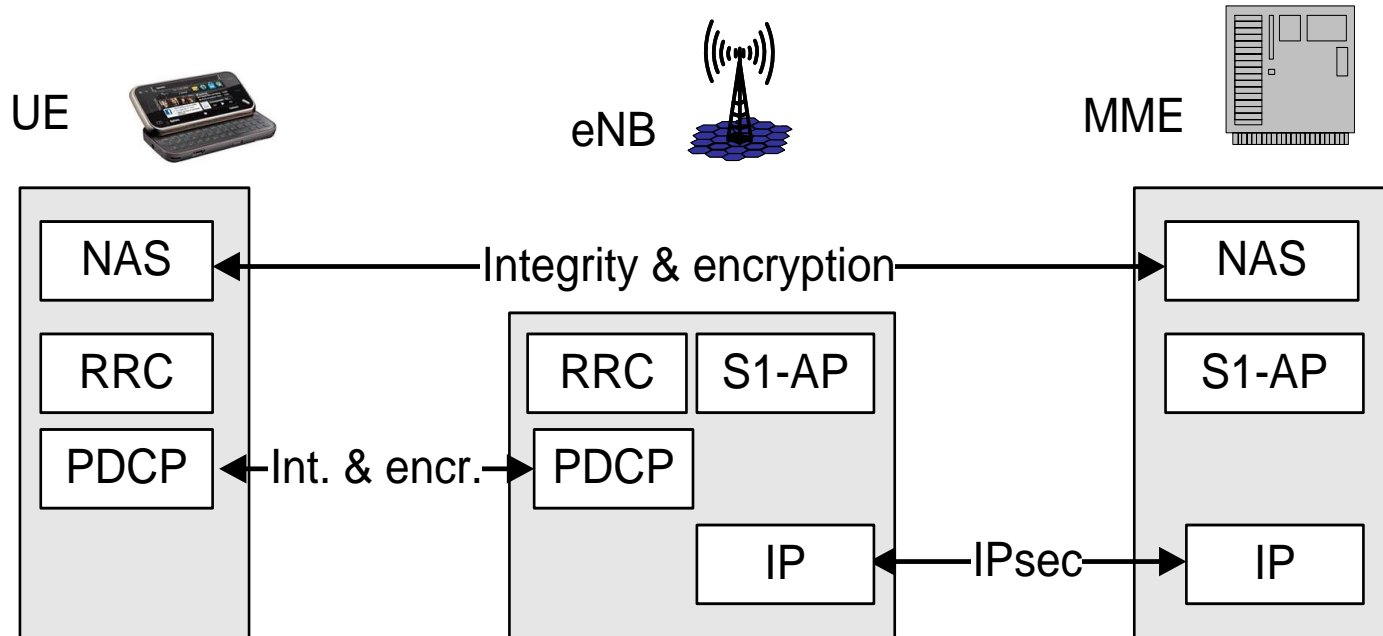 UE
eNB
MME
NAS
Integrity & encryption
NAS
RRC
RRC
S1-AP
S1-AP
PDCP
Int. & encr.
PDCP
IP
IPsec
IP